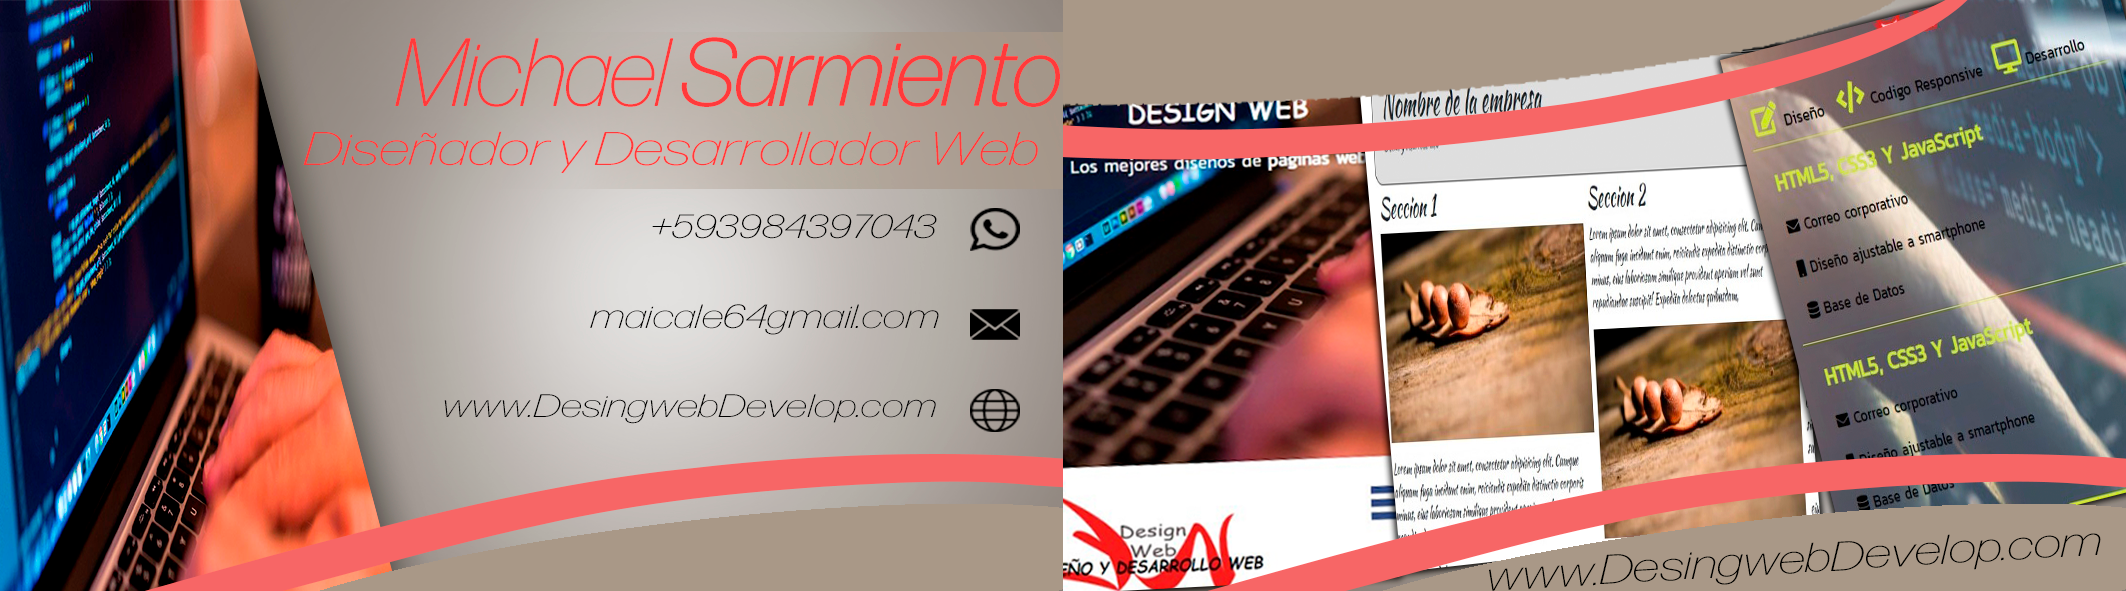 Michael Sarmiento
Diseñador y Desarrollador Web
+593984397043
maicale64gmail.com
www.DesingwebDevelop.com
DESIGN WEB
Los mejores diseños de paginas web
Design
Web
EÑO Y DESARROLLO WEB
Nombre de la empresa
Seccion 1
Lorem ipsum dolor sit amet, consectetur adipisicing elit. Cumque
aliquam fuga incidunt enim, reiciendis expedita distinctio corporis
minus, eius laboriosam similique provident
Seccion 2
Lorem ipsum dolor sit amet, consectetur adipisicing elit. Cum
aliquam fuga incidunt enim, reiciendis expedita distinctio cor
minus, eius laboriosam similique provident aperiam vel sunt
repudiandae suscipit! Expedita delectus quibusdam,
Diseño
Codigo Responsive
Desarrollo
HTML5, CSS3 Y JavaScript
Correo corporativo
Diseño ajustable a smartphone
Base de Datos
HTML5, CSS3 Y JavaScript
Correo corporativo
Diseño ajustable a smartphone
Base de Datos
www.DesingwebDevelop.com